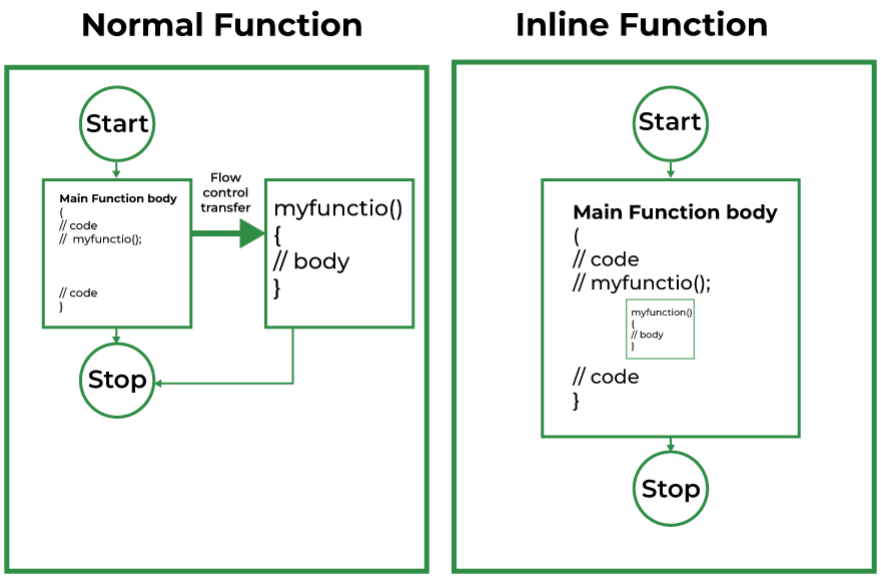 Normal Function
Start
Main Function body
(
// code
// myfunctio();
// code
}
Flow
control
transfer
myfunctio()
{
// body
}
Stop
Inline Function
Start
Main Function body
(
// code
// myfunctio();
myfunction()
{
// body
}
// code
}
Stop